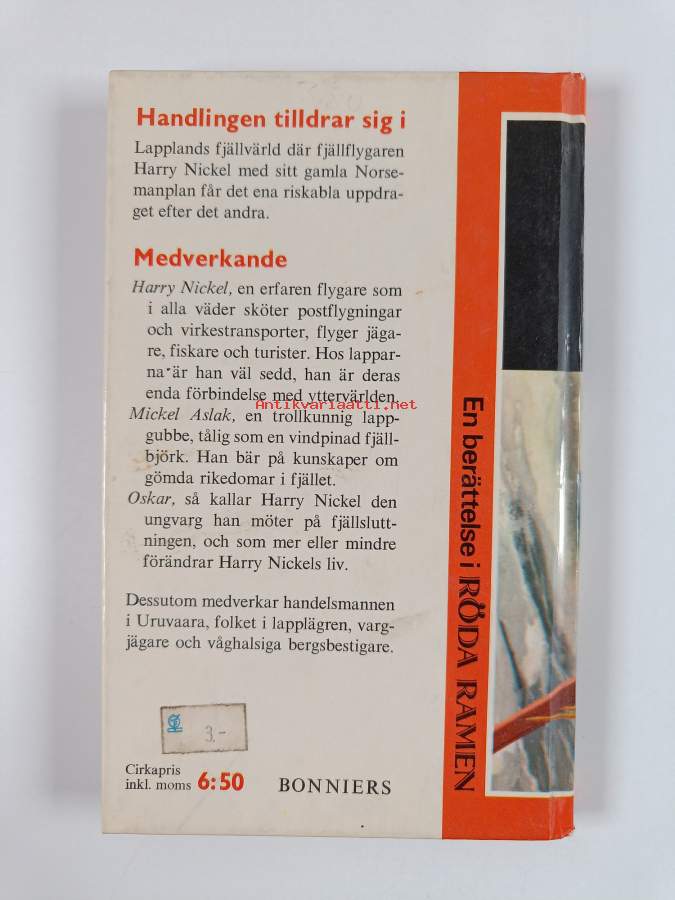 Handlingen tilldrar sig i
Lapplands fjällvärld där fjällflygaren
Harry Nickel med sitt gamla Norse-
manplan får det ena riskabla uppdra-
get efter det andra.
Medverkande
Harry Nickel, en erfaren flygare som
i alla väder sköter postflygningar
och virkestransporter, flyger jäga-
re, fiskare och turister. Hos lappar-
na är han väl sedd, han är deras
enda förbindelse med yttervärlden.
Mickel Aslak, en trollkunnig lapp-
gubbe, tålig som en vindpinad fjäll-
björk. Han bär på kunskaper om
gömda rikedomar i fjället.
Oskar, så kallar Harry Nickel den
ungvarg han möter på fjällslutt-
ningen, och som mer eller mindre
förändrar Harry Nickels liv.
Dessutom medverkar handelsmannen
i Uruvaara, folket i lapplägren, varg-
jägare och våghalsiga bergsbestigare.
3.-
Cirkapris
inkl. moms 6:50
BONNIERS
En berättelse i RÖDA RAMEN
Antikvariaatti.net